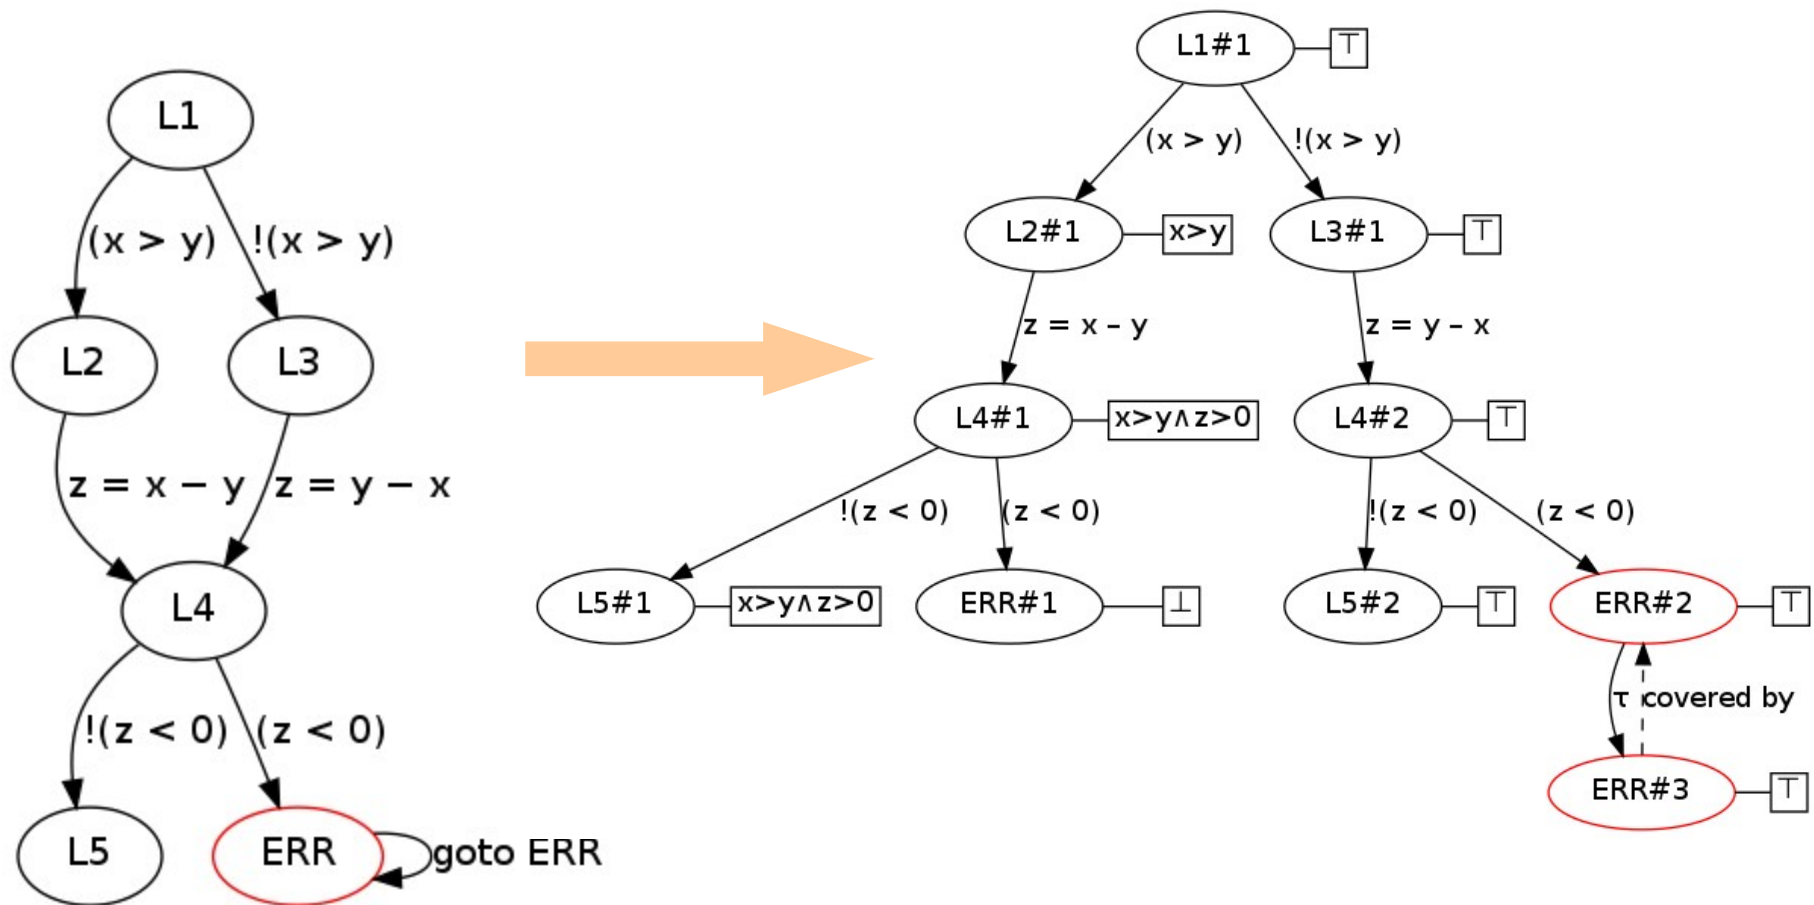 L1
(x > y)
!(x > y)
L2
L3
z = x − y
z = y − x
L4
!(z < 0)
(z < 0)
L5
ERR
goto ERR
L1#1
⊤
(x > y)
!(x > y)
L2#1
x>y
L3#1
⊤
z = x – y
z = y – x
L4#1
x>y∧z>0
L4#2
⊤
!(z < 0)
(z < 0)
!(z < 0)
(z < 0)
L5#1
x>y∧z>0
ERR#1
⊥
L5#2
⊤
ERR#2
⊤
τ
covered by
ERR#3
⊤